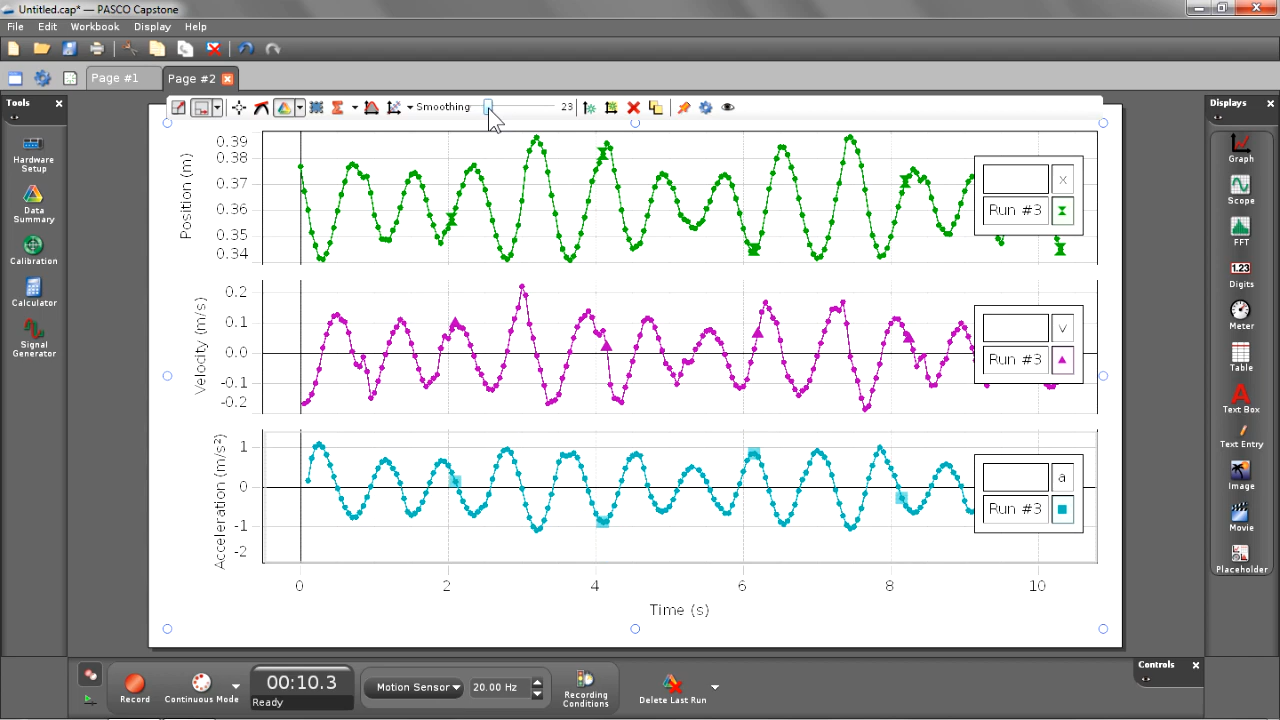 Untitled.cap* — PASCO Capstone
File Edit Workbook Display Help
Page #1 Page #2
Tools
Hardware
Setup
Data
Summary
Calibration
Calculator
Signal
Generator
Smoothing 23
Position (m)
0.39
0.38
0.37
0.36
0.35
0.34
x
Run #3
Velocity (m/s)
0.2
0.1
0.0
-0.1
-0.2
v
Run #3
Acceleration (m/s²)
1
0
-1
-2
a
Run #3
0 2 4 6 8 10
Time (s)
Displays
Graph
Scope
FFT
1.23
Digits
Meter
Table
A
Text Box
Text Entry
Image
Movie
Placeholder
Controls
Record
Continuous Mode
00:10.3
Ready
Motion Sensor 20.00 Hz
Recording
Conditions
Delete Last Run